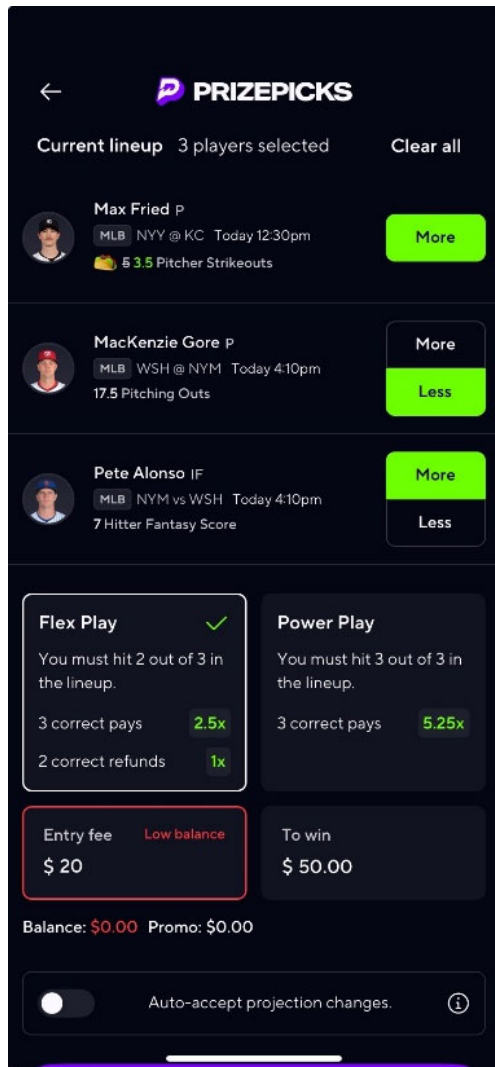 PRIZEPICKS
Current lineup 3 players selected Clear all
Max Fried P
MLB NYY @ KC Today 12:30pm
5 3.5 Pitcher Strikeouts
More
MacKenzie Gore P
MLB WSH @ NYM Today 4:10pm
17.5 Pitching Outs
More
Less
Pete Alonso IF
MLB NYM vs WSH Today 4:10pm
7 Hitter Fantasy Score
More
Less
Flex Play
You must hit 2 out of 3 in
the lineup.
3 correct pays 2.5x
2 correct refunds 1x
Power Play
You must hit 3 out of 3 in
the lineup.
3 correct pays 5.25x
Entry fee Low balance
$ 20
To win
$ 50.00
Balance: $0.00 Promo: $0.00
Auto-accept projection changes.